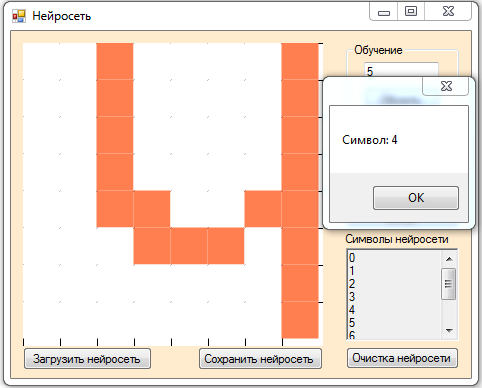 Нейросеть
Обучение
5
Символ: 4
OK
Символы нейросети
0
1
2
3
4
5
6
Загрузить нейросеть
Сохранить нейросеть
Очистка нейросети